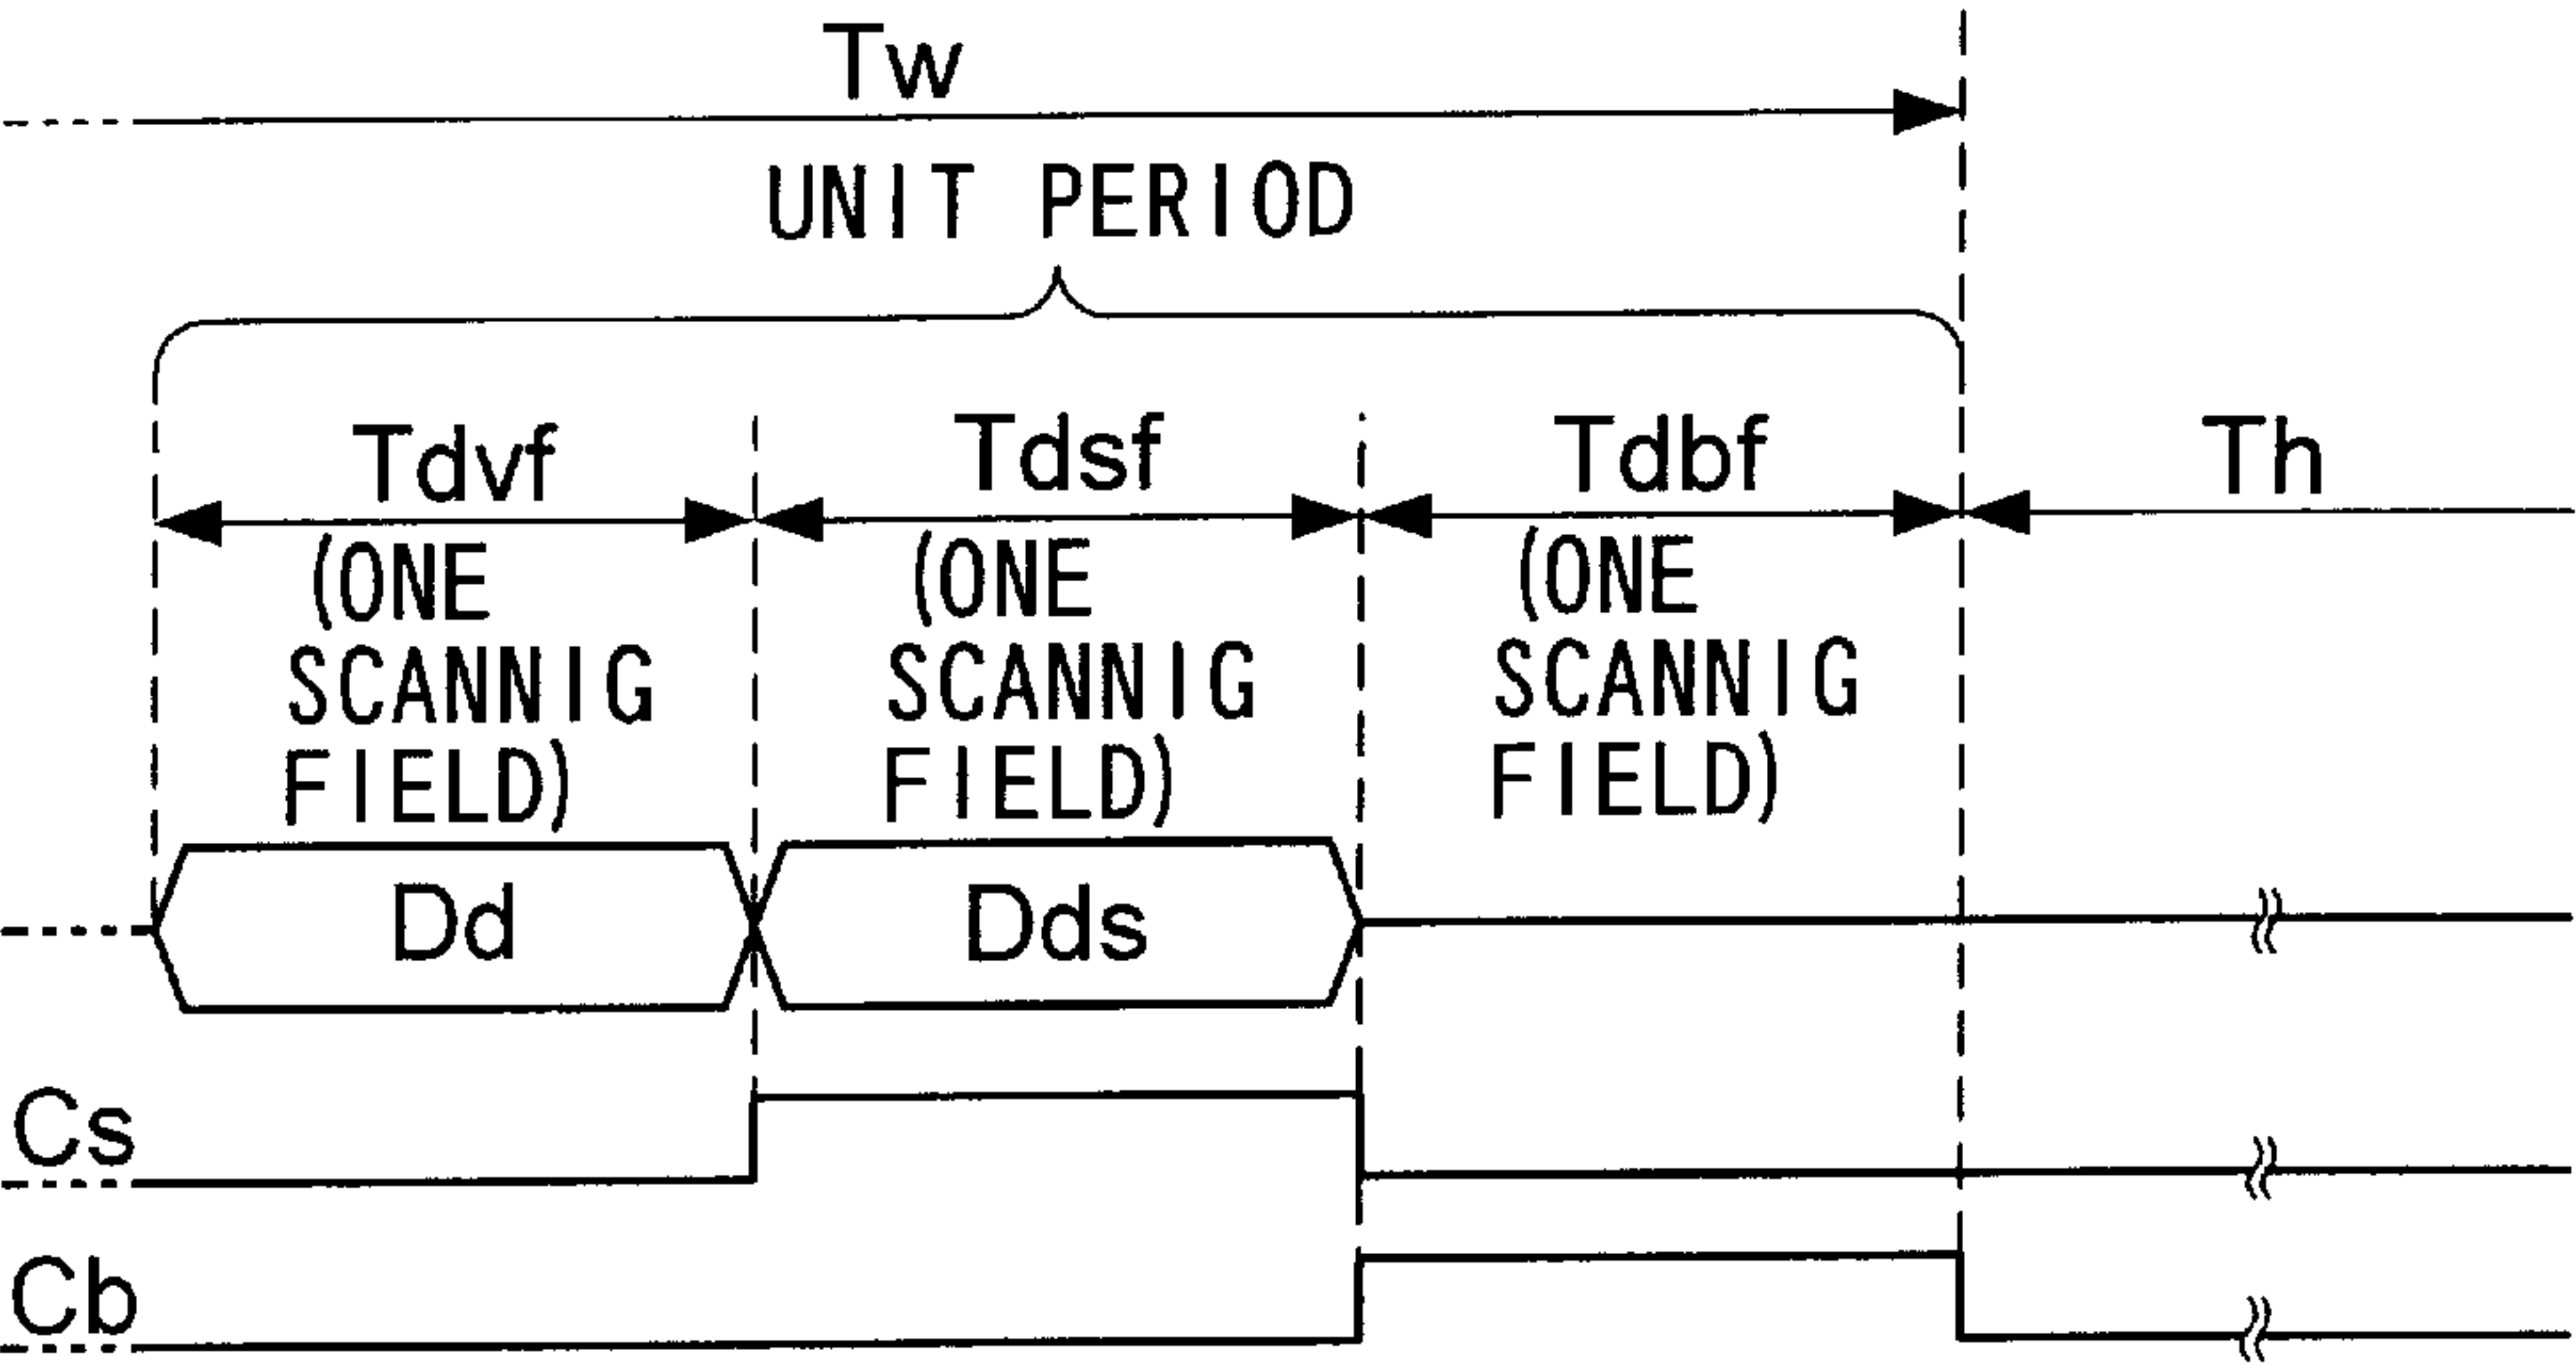 Tw
UNIT PERIOD
Tdvf Tdsf Tdbf Th
(ONE (ONE (ONE
SCANNIG SCANNIG SCANNIG
FIELD) FIELD) FIELD)
Dd Dds
Cs
Cb